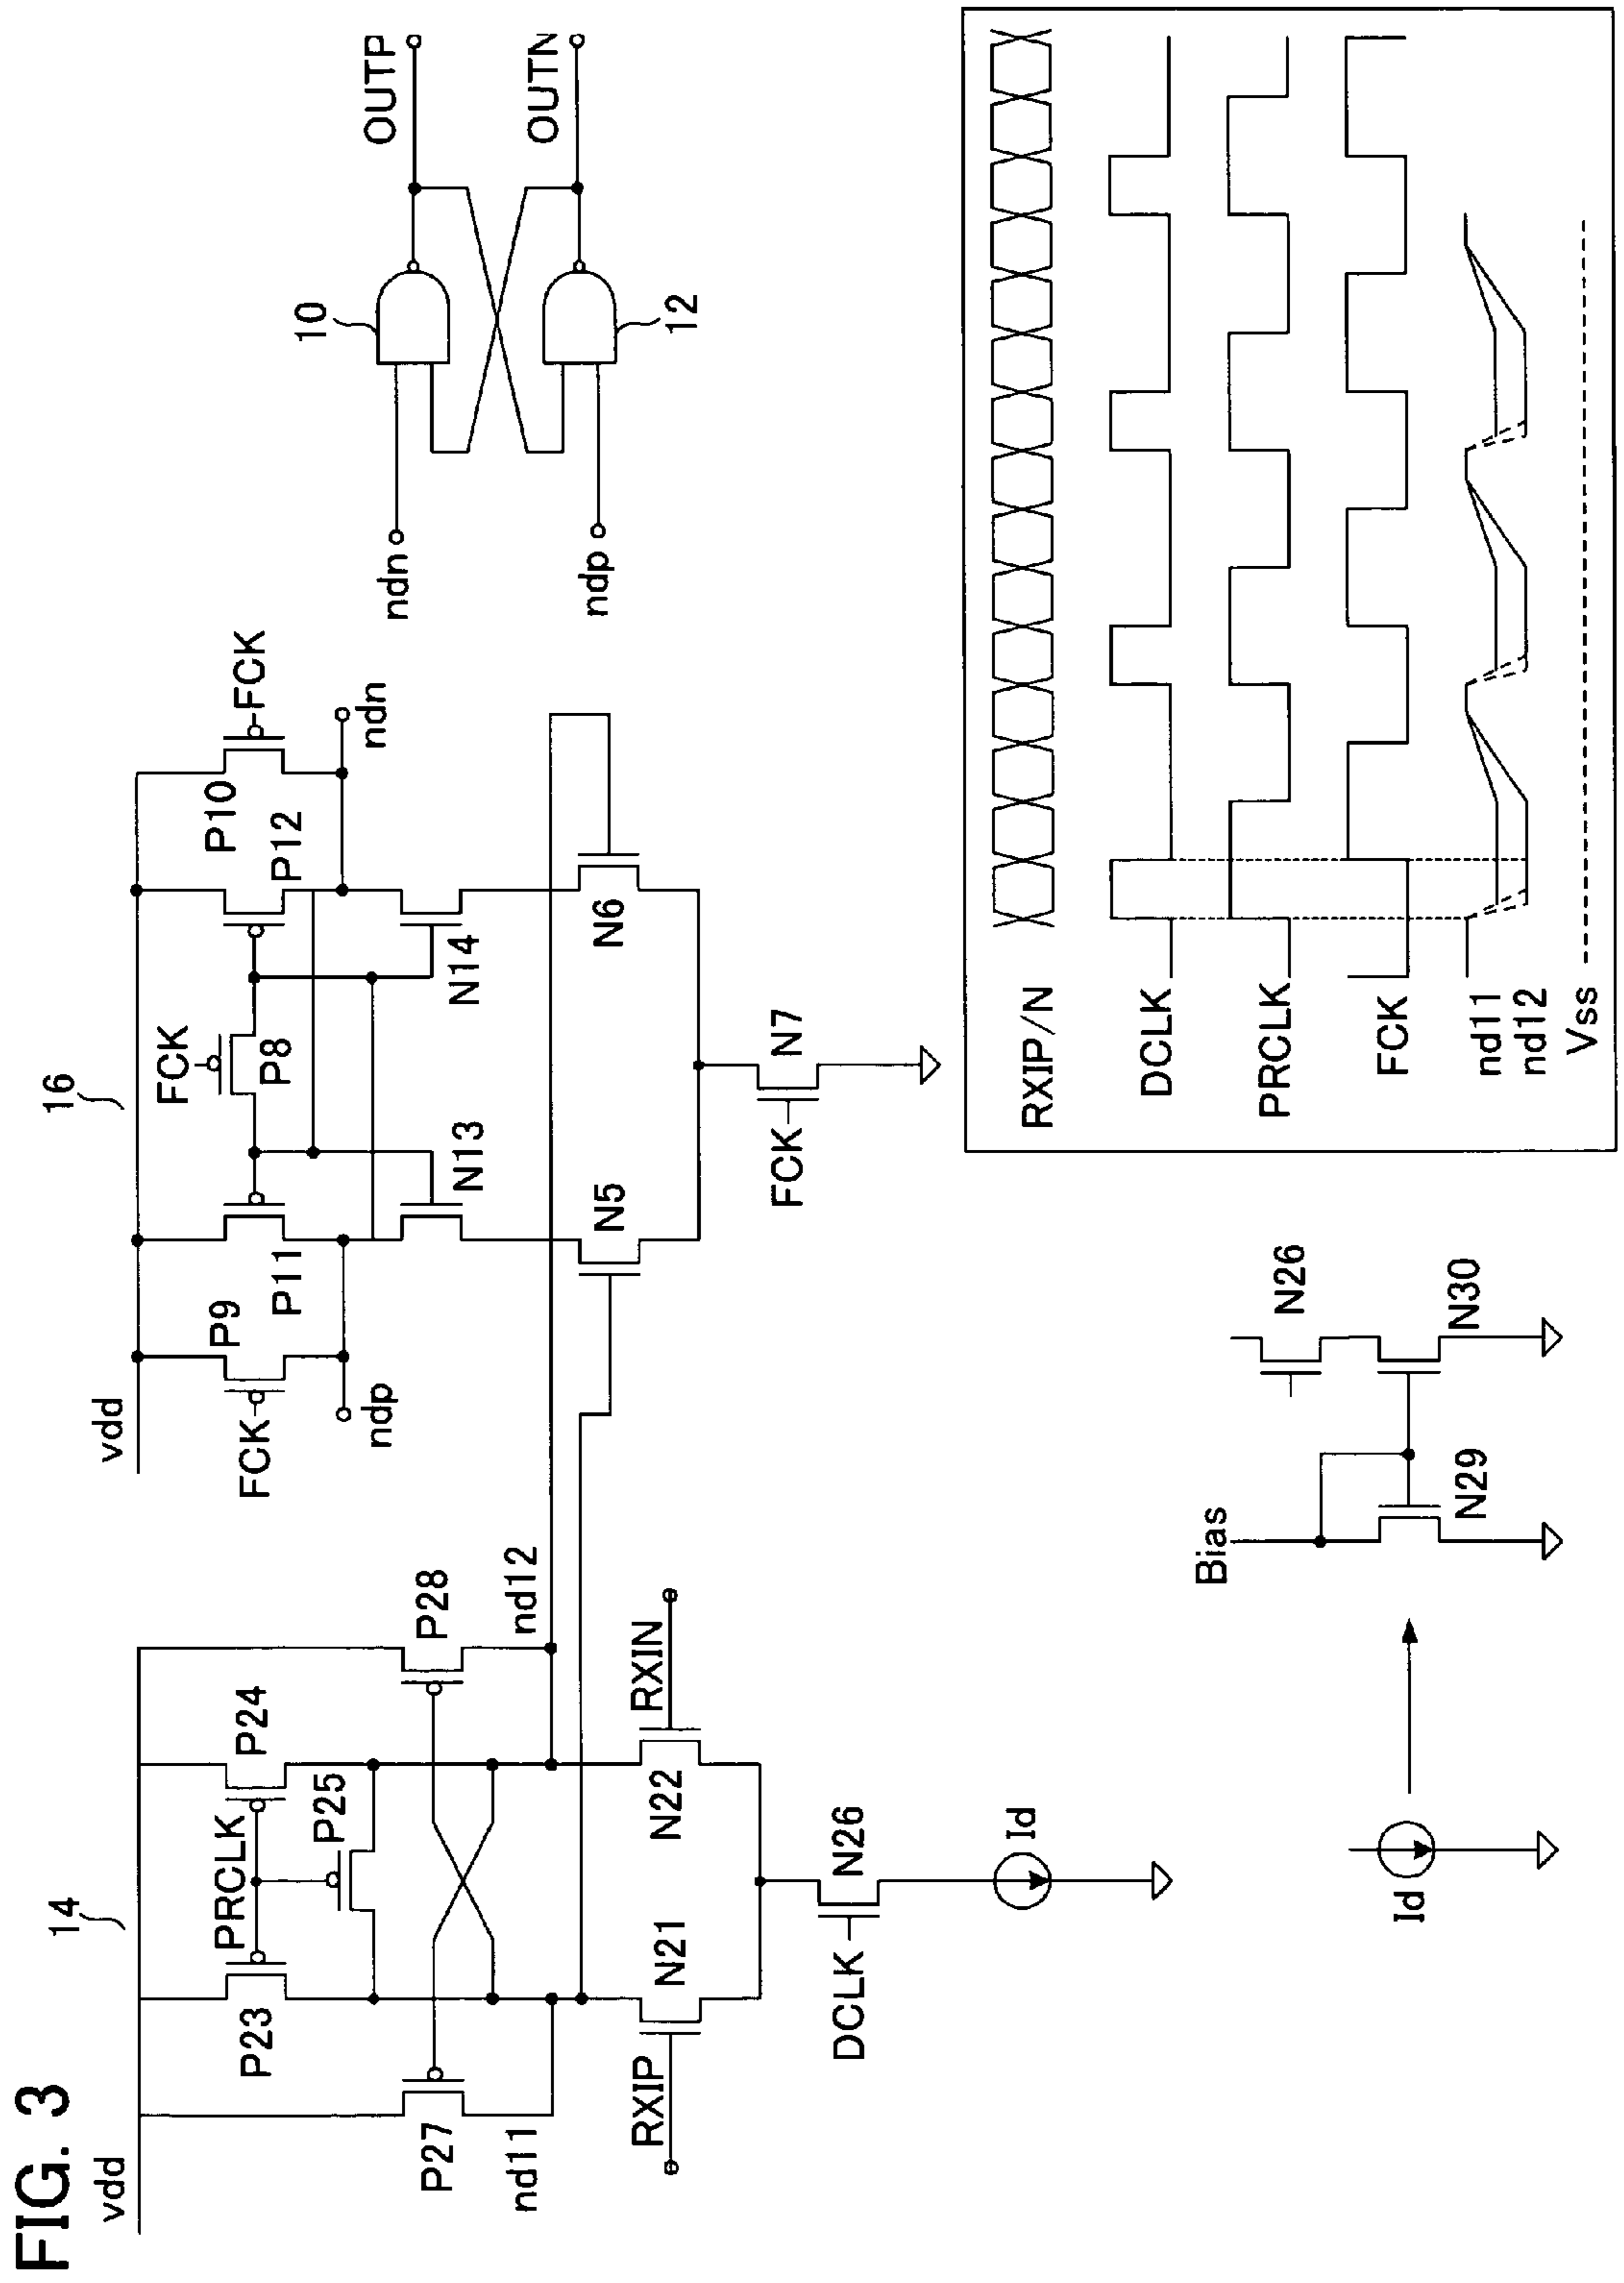 FIG. 3
vdd
14
P23
PRCLK
P24
P25
P27
P28
nd11
nd12
RXIP
N21
N22
RXIN
DCLK
N26
Id
vdd
16
FCK
P9
P11
FCK
P8
P12
P10
FCK
ndp
ndn
N13
N14
N5
N6
FCK
N7
ndn
10
OUTP
ndp
12
OUTN
Id
Bias
N29
N26
N30
RXIP/N
DCLK
PRCLK
FCK
nd11
nd12
Vss